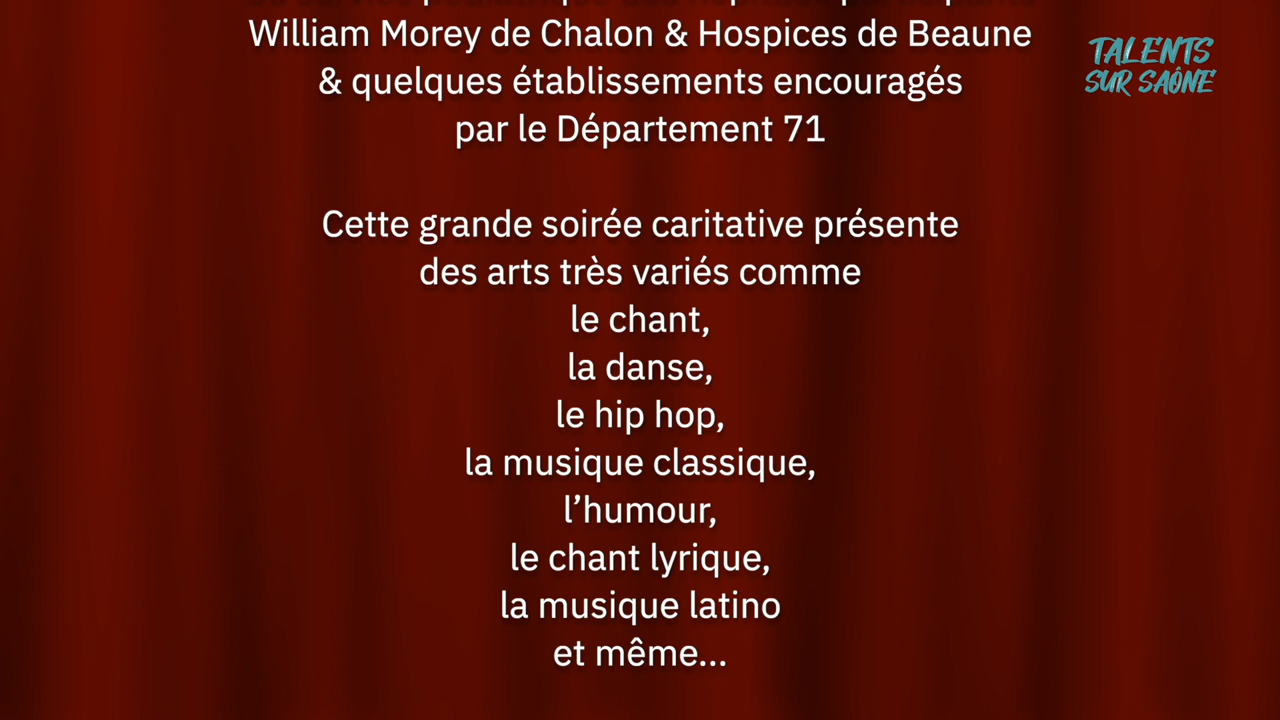 William Morey de Chalon & Hospices de Beaune
& quelques établissements encouragés
par le Département 71
Cette grande soirée caritative présente
des arts très variés comme
le chant,
la danse,
le hip hop,
la musique classique,
l’humour,
le chant lyrique,
la musique latino
et même...
TALENTS
SUR SAÔNE